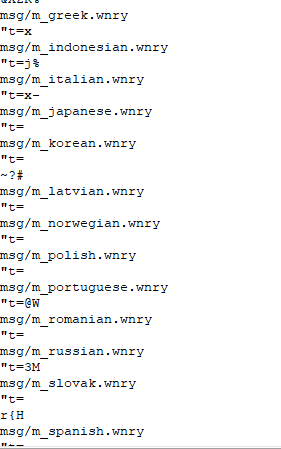 msg/m_greek.wnry
"t=x
msg/m_indonesian.wnry
"t=j%
msg/m_italian.wnry
"t=x-
msg/m_japanese.wnry
"t=
msg/m_korean.wnry
"t=
~?#
msg/m_latvian.wnry
"t=
msg/m_norwegian.wnry
"t=
msg/m_polish.wnry
"t=
msg/m_portuguese.wnry
"t=@W
msg/m_romanian.wnry
"t=
msg/m_russian.wnry
"t=3M
msg/m_slovak.wnry
"t=
r{H
msg/m_spanish.wnry
"t=